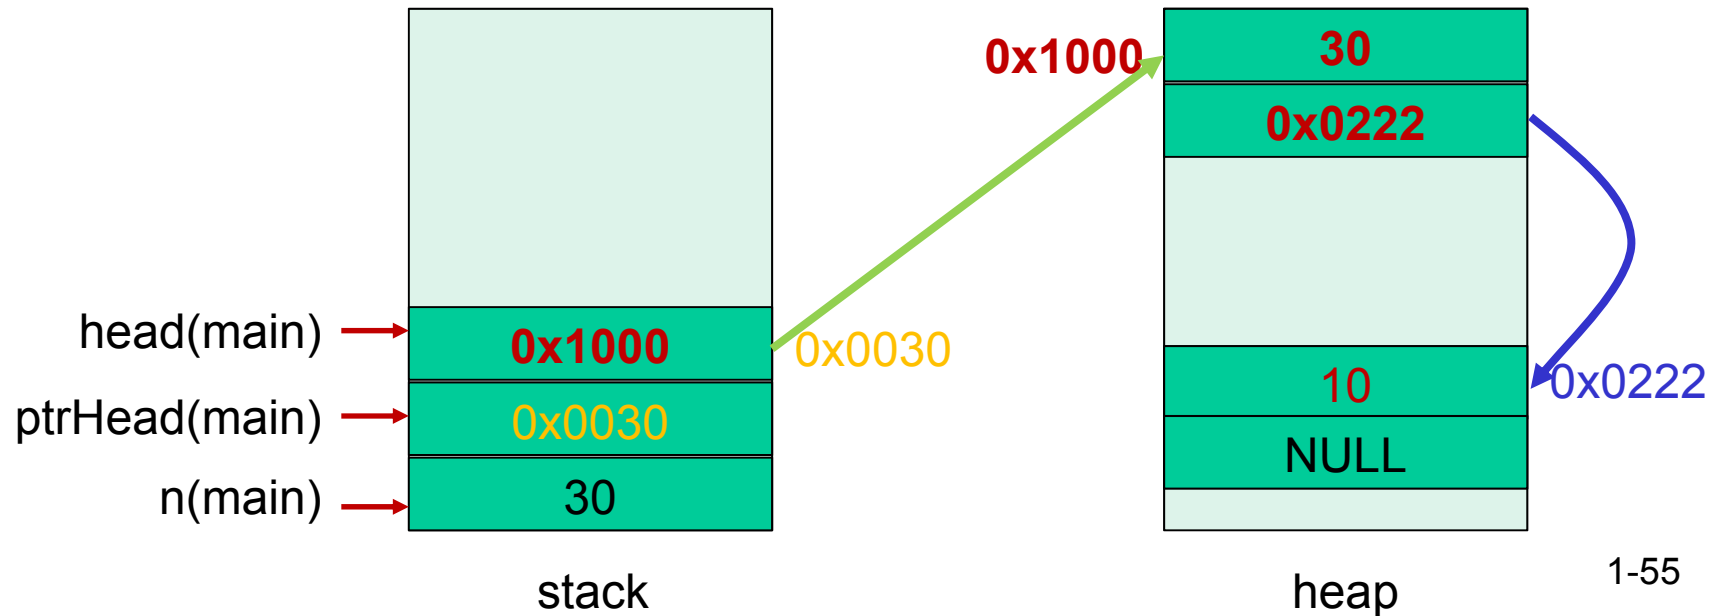 0x1000
30
0x0222
head(main)
0x1000
0x0030
10
0x0222
ptrHead(main)
0x0030
NULL
n(main)
30
stack
heap
1-55